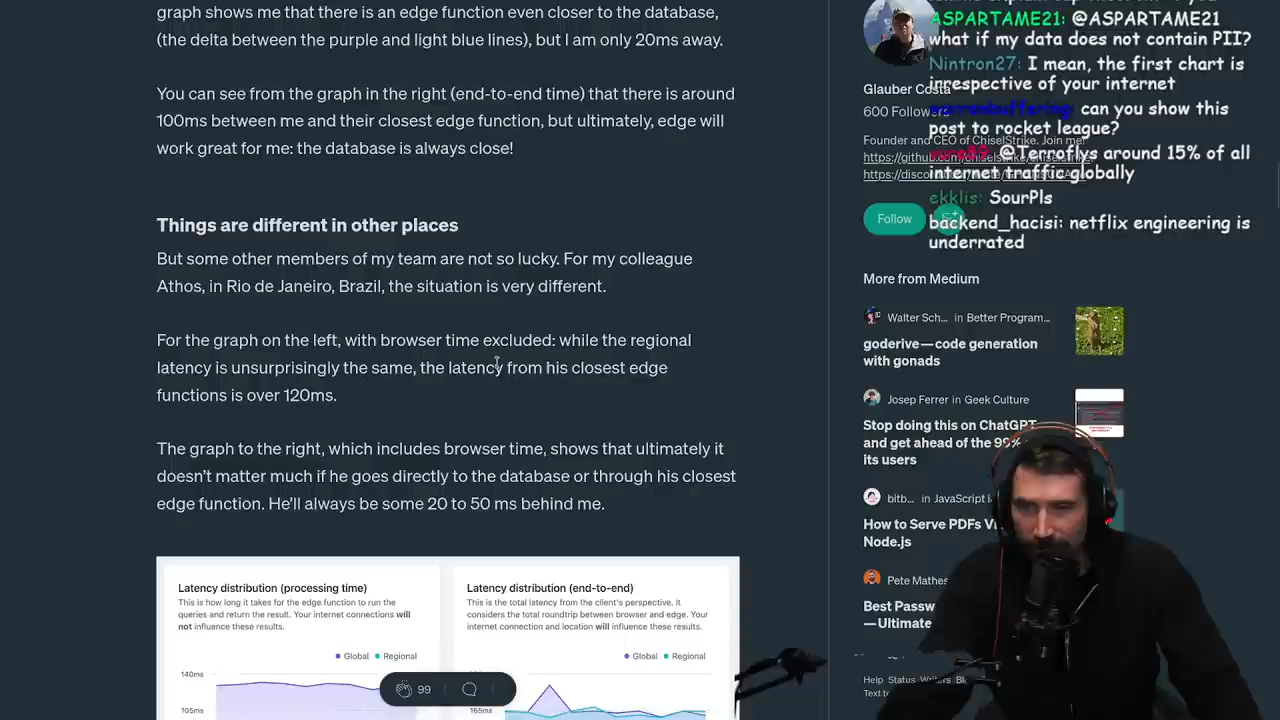 graph shows me that there is an edge function even closer to the database,
(the delta between the purple and light blue lines), but I am only 20ms away.
You can see from the graph in the right (end-to-end time) that there is around
100ms between me and their closest edge function, but ultimately, edge will
work great for me: the database is always close!
Things are different in other places
But some other members of my team are not so lucky. For my colleague
Athos, in Rio de Janeiro, Brazil, the situation is very different.
For the graph on the left, with browser time excluded: while the regional
latency is unsurprisingly the same, the latency from his closest edge
functions is over 120ms.
The graph to the right, which includes browser time, shows that ultimately it
doesn't matter much if he goes directly to the database or through his closest
edge function. He'll always be some 20 to 50 ms behind me.
Latency distribution (processing time)
This is how long it takes for the edge function to run the
queries and return the result. Your internet connections will
not influence these results.
Global Regional
140ms
105ms
Latency distribution (end-to-end)
This is the total latency from the client's perspective. It
considers the total roundtrip between browser and edge. Your
internet connection and location will influence these results.
Global Regional
165ms
99
ASPARTAME21: @ASPARTAME21
what if my data does not contain PII?
Nintron27: I mean, the first chart is
irrespective of your internet
can you show this
post to rocket league?
@Terroflys around 15% of all
internet traffic globally
ekklis: SourPls
backend_hacisi: netflix engineering is
underrated
Glauber Costa
600 Followers
Founder and CEO of ChiselStrike. Join me!
https://github.com/chiselstrike/chiselstrike
Follow
More from Medium
Walter Sch... in Better Program...
goderive—code generation
with gonads
Josep Ferrer in Geek Culture
Stop doing this on ChatGPT
and get ahead of the 99%
its users
bitb... in JavaScript i
How to Serve PDFs
Node.js
Pete Mathes
Best Passw
—Ultimate
Help Status Writers
Text to